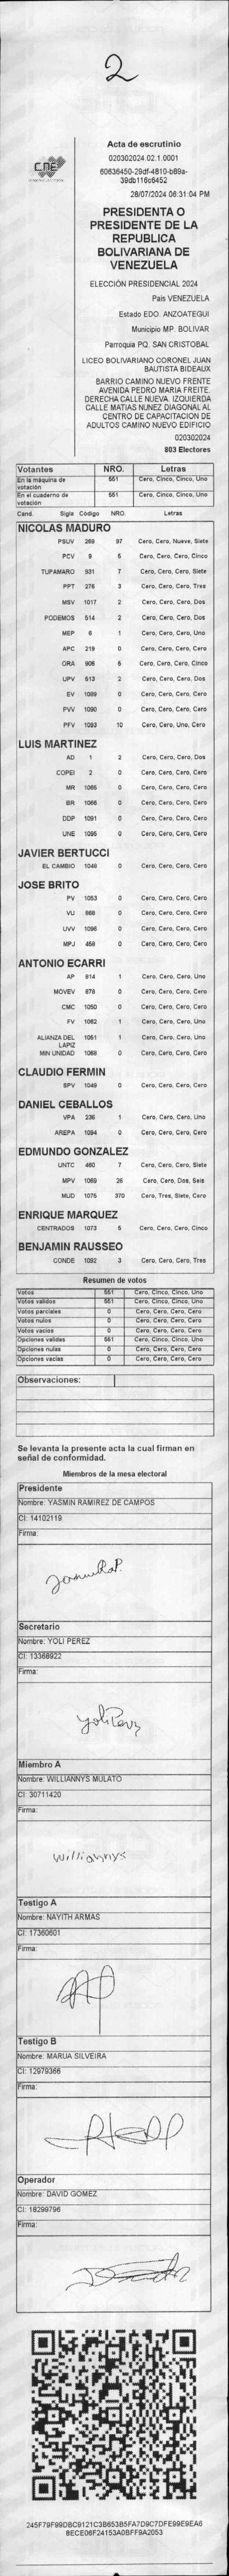 2
CNE
Acta de escrutinio
020302024.02.1.0001
28/07/2024 06:31:04 PM
PRESIDENTA O
PRESIDENTE DE LA
REPUBLICA
BOLIVARIANA DE
VENEZUELA
ELECCIÓN PRESIDENCIAL 2024
Pais VENEZUELA
Estado EDO. ANZOATEGUI
Municipio MP. BOLIVAR
Parroquia PQ. SAN CRISTOBAL
LICEO BOLIVARIANO CORONEL JUAN
BAUTISTA BIDEAUX
BARRIO CAMINO NUEVO FRENTE
AVENIDA PEDRO MARIA FREITE.
DERECHA CALLE NUEVA. IZQUIERDA
CALLE MATIAS NUNEZ DIAGONAL AL
CENTRO DE CAPACITACION DE
ADULTOS CAMINO NUEVO EDIFICIO
020302024
803 Electores
Votantes NRO. Letras
En la máquina de votación 551 Cero, Cinco, Cinco, Uno
En el cuaderno de votación 551 Cero, Cinco, Cinco, Uno
Cand. Sigla Código NRO. Letras
NICOLAS MADURO
PSUV 269 97 Cero, Cero, Nueve, Siete
PCV 9 5 Cero, Cero, Cero, Cinco
TUPAMARO 931 7 Cero, Cero, Cero, Siete
PPT 276 3 Cero, Cero, Cero, Tres
MSV 1017 2 Cero, Cero, Cero, Dos
PODEMOS 514 2 Cero, Cero, Cero, Dos
MEP 6 1 Cero, Cero, Cero, Uno
APC 219 0 Cero, Cero, Cero, Cero
ORA 906 5 Cero, Cero, Cero, Cinco
UPV 513 2 Cero, Cero, Cero, Dos
EV 1089 0 Cero, Cero, Cero, Cero
PVV 1090 0 Cero, Cero, Cero, Cero
PFV 1093 10 Cero, Cero, Uno, Cero
LUIS MARTINEZ
AD 1 2 Cero, Cero, Cero, Dos
COPEI 2 0 Cero, Cero, Cero, Cero
MR 1065 0 Cero, Cero, Cero, Cero
BR 1066 0 Cero, Cero, Cero, Cero
DDP 1091 0 Cero, Cero, Cero, Cero
UNE 1095 0 Cero, Cero, Cero, Cero
JAVIER BERTUCCI
EL CAMBIO 1046 0 Cero, Cero, Cero, Cero
JOSE BRITO
PV 1053 0 Cero, Cero, Cero, Cero
VU 868 0 Cero, Cero, Cero, Cero
UVV 1096 0 Cero, Cero, Cero, Cero
MPJ 458 0 Cero, Cero, Cero, Cero
ANTONIO ECARRI
AP 814 1 Cero, Cero, Cero, Uno
MOVEV 878 0 Cero, Cero, Cero, Cero
CMC 1050 0 Cero, Cero, Cero, Cero
FV 1062 1 Cero, Cero, Cero, Uno
ALIANZA DEL LAPIZ 1051 1 Cero, Cero, Cero, Uno
MIN UNIDAD 1068 0 Cero, Cero, Cero, Cero
CLAUDIO FERMIN
SPV 1049 0 Cero, Cero, Cero, Cero
DANIEL CEBALLOS
VPA 236 1 Cero, Cero, Cero, Uno
AREPA 1094 0 Cero, Cero, Cero, Cero
EDMUNDO GONZALEZ
UNTC 460 7 Cero, Cero, Cero, Siete
MPV 1069 26 Cero, Cero, Dos, Seis
MUD 1076 370 Cero, Tres, Siete, Cero
ENRIQUE MARQUEZ
CENTRADOS 1073 5 Cero, Cero, Cero, Cinco
BENJAMIN RAUSSEO
CONDE 1092 3 Cero, Cero, Cero, Tres
Resumen de votos
Votos 551 Cero, Cinco, Cinco, Uno
Votos validos 551 Cero, Cinco, Cinco, Uno
Votos parciales 0 Cero, Cero, Cero, Cero
Votos nulos 0 Cero, Cero, Cero, Cero
Votos vacios 0 Cero, Cero, Cero, Cero
Opciones validas 551 Cero, Cinco, Cinco, Uno
Opciones nulas 0 Cero, Cero, Cero, Cero
Opciones vacias 0 Cero, Cero, Cero, Cero
Observaciones:
Se levanta la presente acta la cual firman en
señal de conformidad.
Miembros de la mesa electoral
Presidente
Nombre: YASMIN RAMIREZ DE CAMPOS
CI: 14102119
Firma:
Secretario
Nombre: YOLI PEREZ
CI: 13368922
Firma:
yoli Perez
Miembro A
Nombre: WILLIANNYS MULATO
CI: 30711420
Firma:
williannys
Testigo A
Nombre: NAYITH ARMAS
CI: 17360601
Firma:
Testigo B
Nombre: MARUA SILVEIRA
CI: 12979366
Firma:
Operador
Nombre: DAVID GOMEZ
CI: 18299796
Firma: